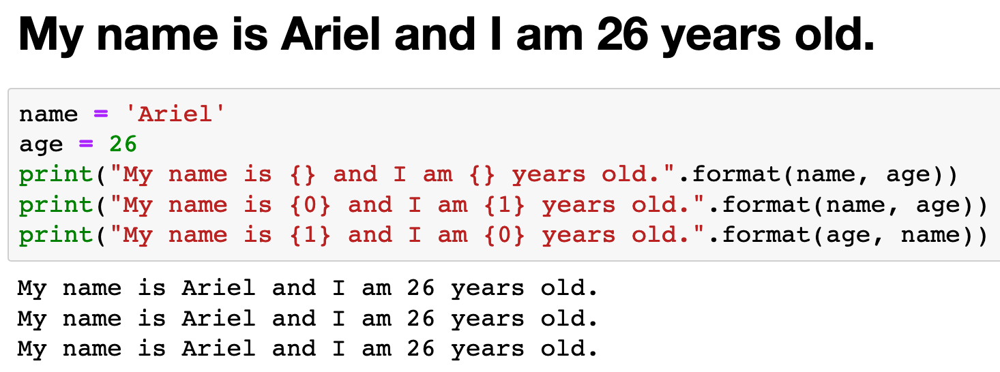 My name is Ariel and I am 26 years old.
name = 'Ariel'
age = 26
print("My name is {} and I am {} years old.".format(name, age))
print("My name is {0} and I am {1} years old.".format(name, age))
print("My name is {1} and I am {0} years old.".format(age, name))
My name is Ariel and I am 26 years old.
My name is Ariel and I am 26 years old.
My name is Ariel and I am 26 years old.